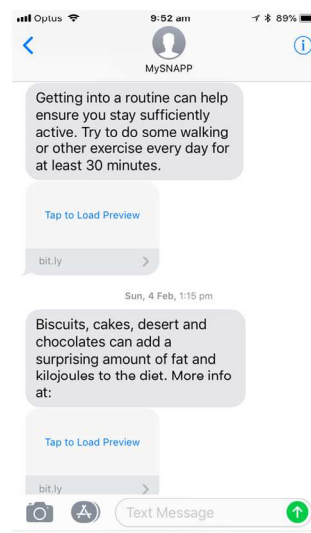 Optus 9:52 am 89%
MySNAPP
Getting into a routine can help
ensure you stay sufficiently
active. Try to do some walking
or other exercise every day for
at least 30 minutes.
Tap to Load Preview
bit.ly
Sun, 4 Feb, 1:15 pm
Biscuits, cakes, desert and
chocolates can add a
surprising amount of fat and
kilojoules to the diet. More info
at:
Tap to Load Preview
bit.ly
Text Message